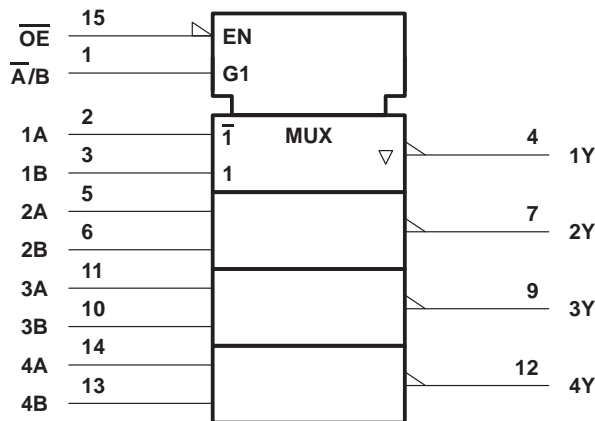 15
O̅E̅ EN
1
A̅/B G1
2
1A 1̅ MUX 4
3 1Y
1B 1
5
2A 7
6 2Y
2B
11
3A 9
10 3Y
3B
14
4A 12
13 4Y
4B